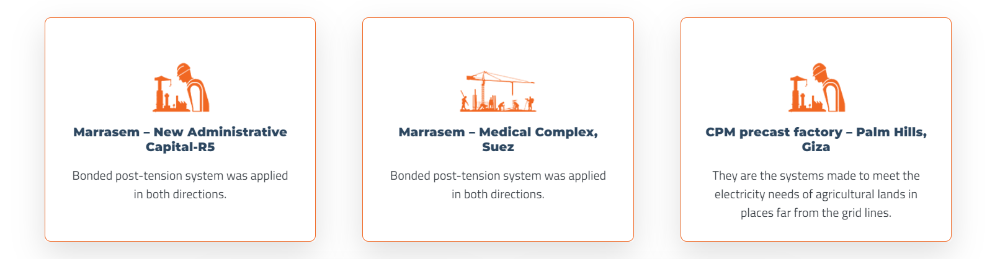 Marrasem – New Administrative
Capital-R5
Bonded post-tension system was applied
in both directions.
Marrasem – Medical Complex,
Suez
Bonded post-tension system was applied
in both directions.
CPM precast factory – Palm Hills,
Giza
They are the systems made to meet the
electricity needs of agricultural lands in
places far from the grid lines.